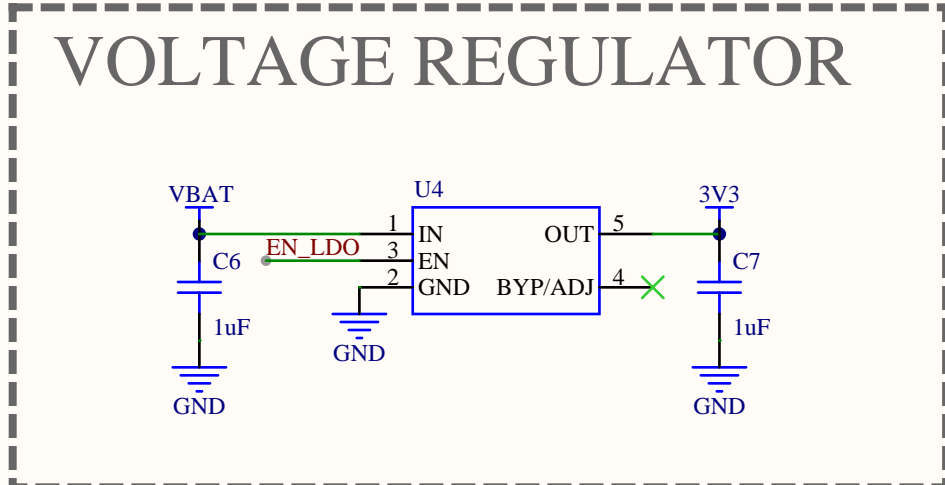 VOLTAGE REGULATOR
U4
VBAT
3V3
1
IN
OUT
5
EN_LDO
3
EN
C6
2
GND
BYP/ADJ
4
C7
1uF
GND
1uF
GND
GND